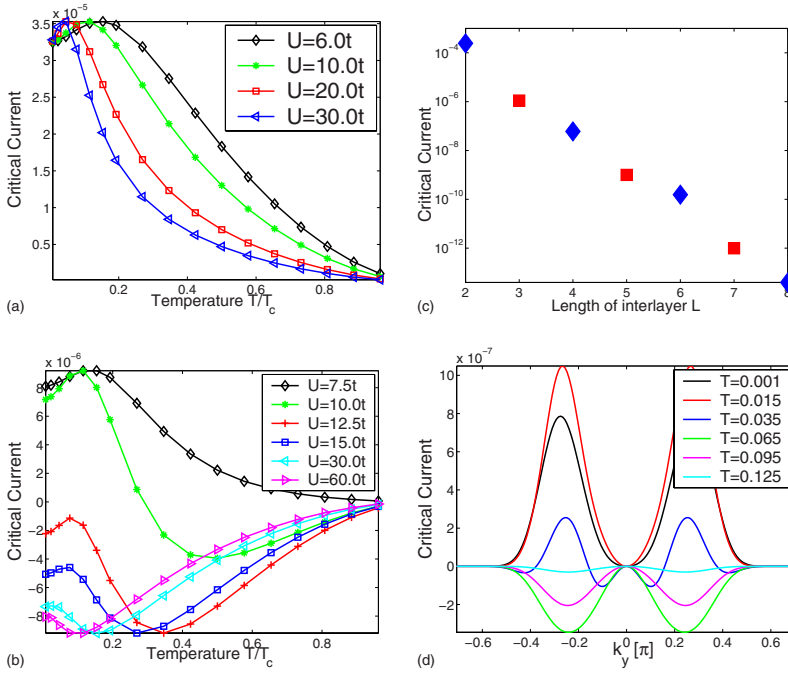 x 10⁻⁵
3.5
2.5
1.5
0.5
Critical Current
0.2 0.4 0.6 0.8
Temperature T/T_c
U=6.0t
U=10.0t
U=20.0t
U=30.0t
(a)
10⁻⁴
10⁻⁶
10⁻⁸
10⁻¹⁰
10⁻¹²
Critical Current
2 3 4 5 6 7 8
Length of interlayer L
(c)
x 10⁻⁶
8
6
4
2
0
−2
−4
−6
−8
Critical Current
0.2 0.4 0.6 0.8
Temperature T/T_c
U=7.5t
U=10.0t
U=12.5t
U=15.0t
U=30.0t
U=60.0t
(b)
x 10⁻⁷
10
8
6
4
2
0
−2
Critical Current
−0.6 −0.4 −0.2 0 0.2 0.4 0.6
k_y [π]
T=0.001
T=0.015
T=0.035
T=0.065
T=0.095
T=0.125
(d)